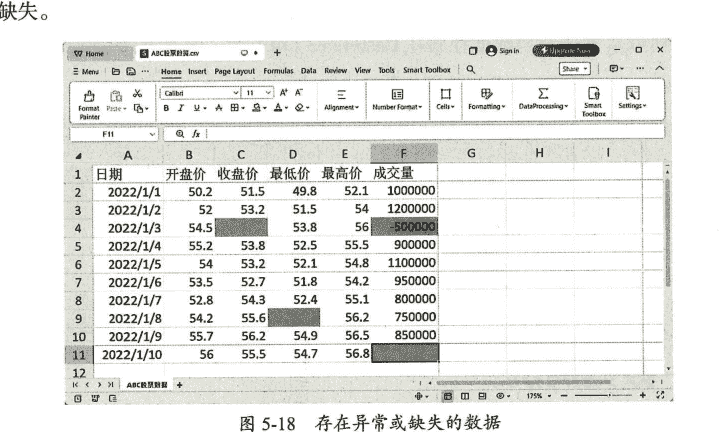 缺失。
Home ABC股票数据.csv + Sign in Upgrade Now
Menu Home Insert Page Layout Formulas Data Review View Tools Smart Toolbox Share
Format Painter Paste Calibri 11 A+ A- B I U A Alignment Number Format Cells Formatting DataProcessing Smart Toolbox Settings
F11 fx
A B C D E F G H I
1 日期 开盘价 收盘价 最低价 最高价 成交量
2 2022/1/1 50.2 51.5 49.8 52.1 1000000
3 2022/1/2 52 53.2 51.5 54 1200000
4 2022/1/3 54.5 53.8 56 -500000
5 2022/1/4 55.2 53.8 52.5 55.5 900000
6 2022/1/5 54 53.2 52.1 54.8 1100000
7 2022/1/6 53.5 52.7 51.8 54.2 950000
8 2022/1/7 52.8 54.3 52.4 55.1 800000
9 2022/1/8 54.2 55.6 56.2 750000
10 2022/1/9 55.7 56.2 54.9 56.5 850000
11 2022/1/10 56 55.5 54.7 56.8
12
ABC股票数据 +
175% - +
图 5-18 存在异常或缺失的数据